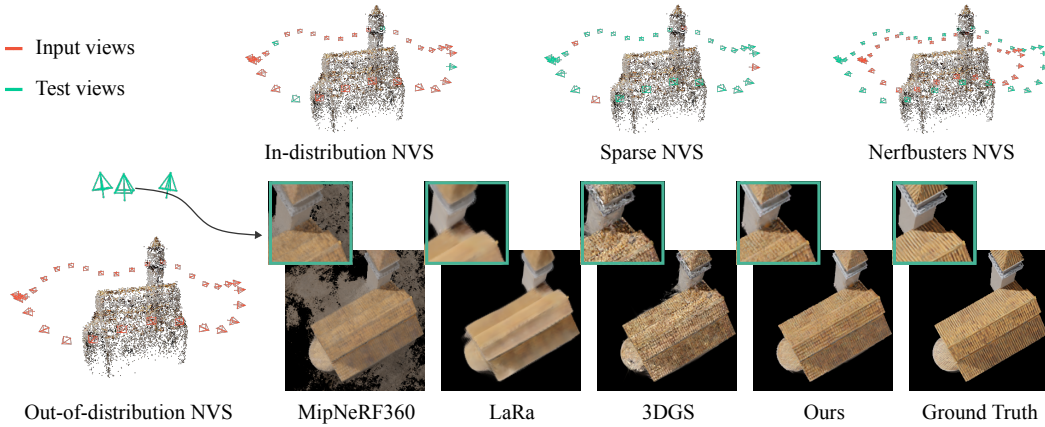 Input views
Test views
In-distribution NVS
Sparse NVS
Nerfbusters NVS
Out-of-distribution NVS
MipNeRF360
LaRa
3DGS
Ours
Ground Truth